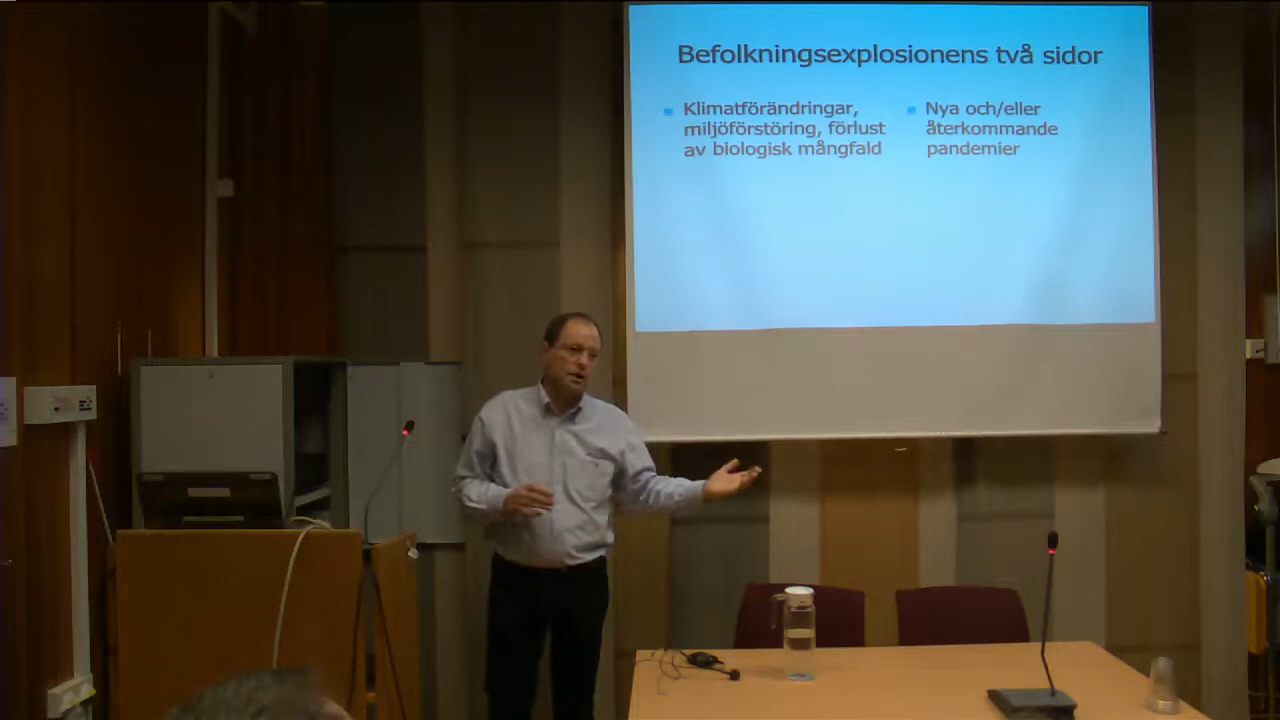 Befolkningsexplosionens två sidor
Klimatförändringar,
miljöförstöring, förlust
av biologisk mångfald
Nya och/eller
återkommande
pandemier